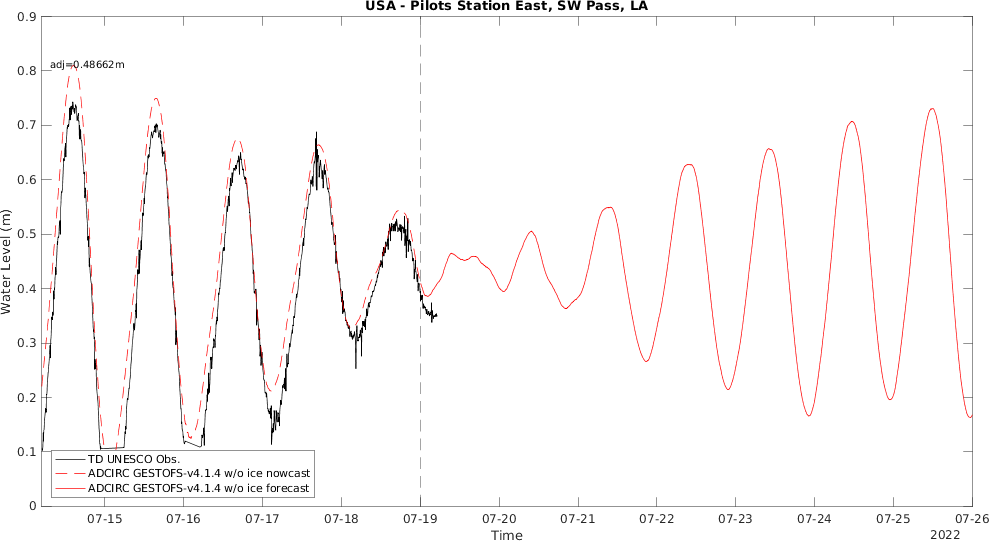 USA - Pilots Station East, SW Pass, LA
0.9
0.8
0.7
0.6
0.5
0.4
0.3
0.2
0.1
0
Water Level (m)
adj=0.48662m
TD UNESCO Obs.
ADCIRC GESTOFS-v4.1.4 w/o ice nowcast
ADCIRC GESTOFS-v4.1.4 w/o ice forecast
07-15 07-16 07-17 07-18 07-19 07-20 07-21 07-22 07-23 07-24 07-25 07-26
Time
2022